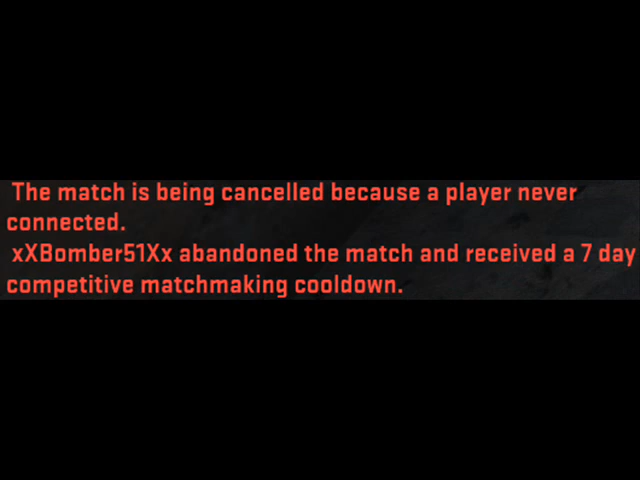 The match is being cancelled because a player never
connected.
xXBomber51Xx abandoned the match and received a 7 day
competitive matchmaking cooldown.